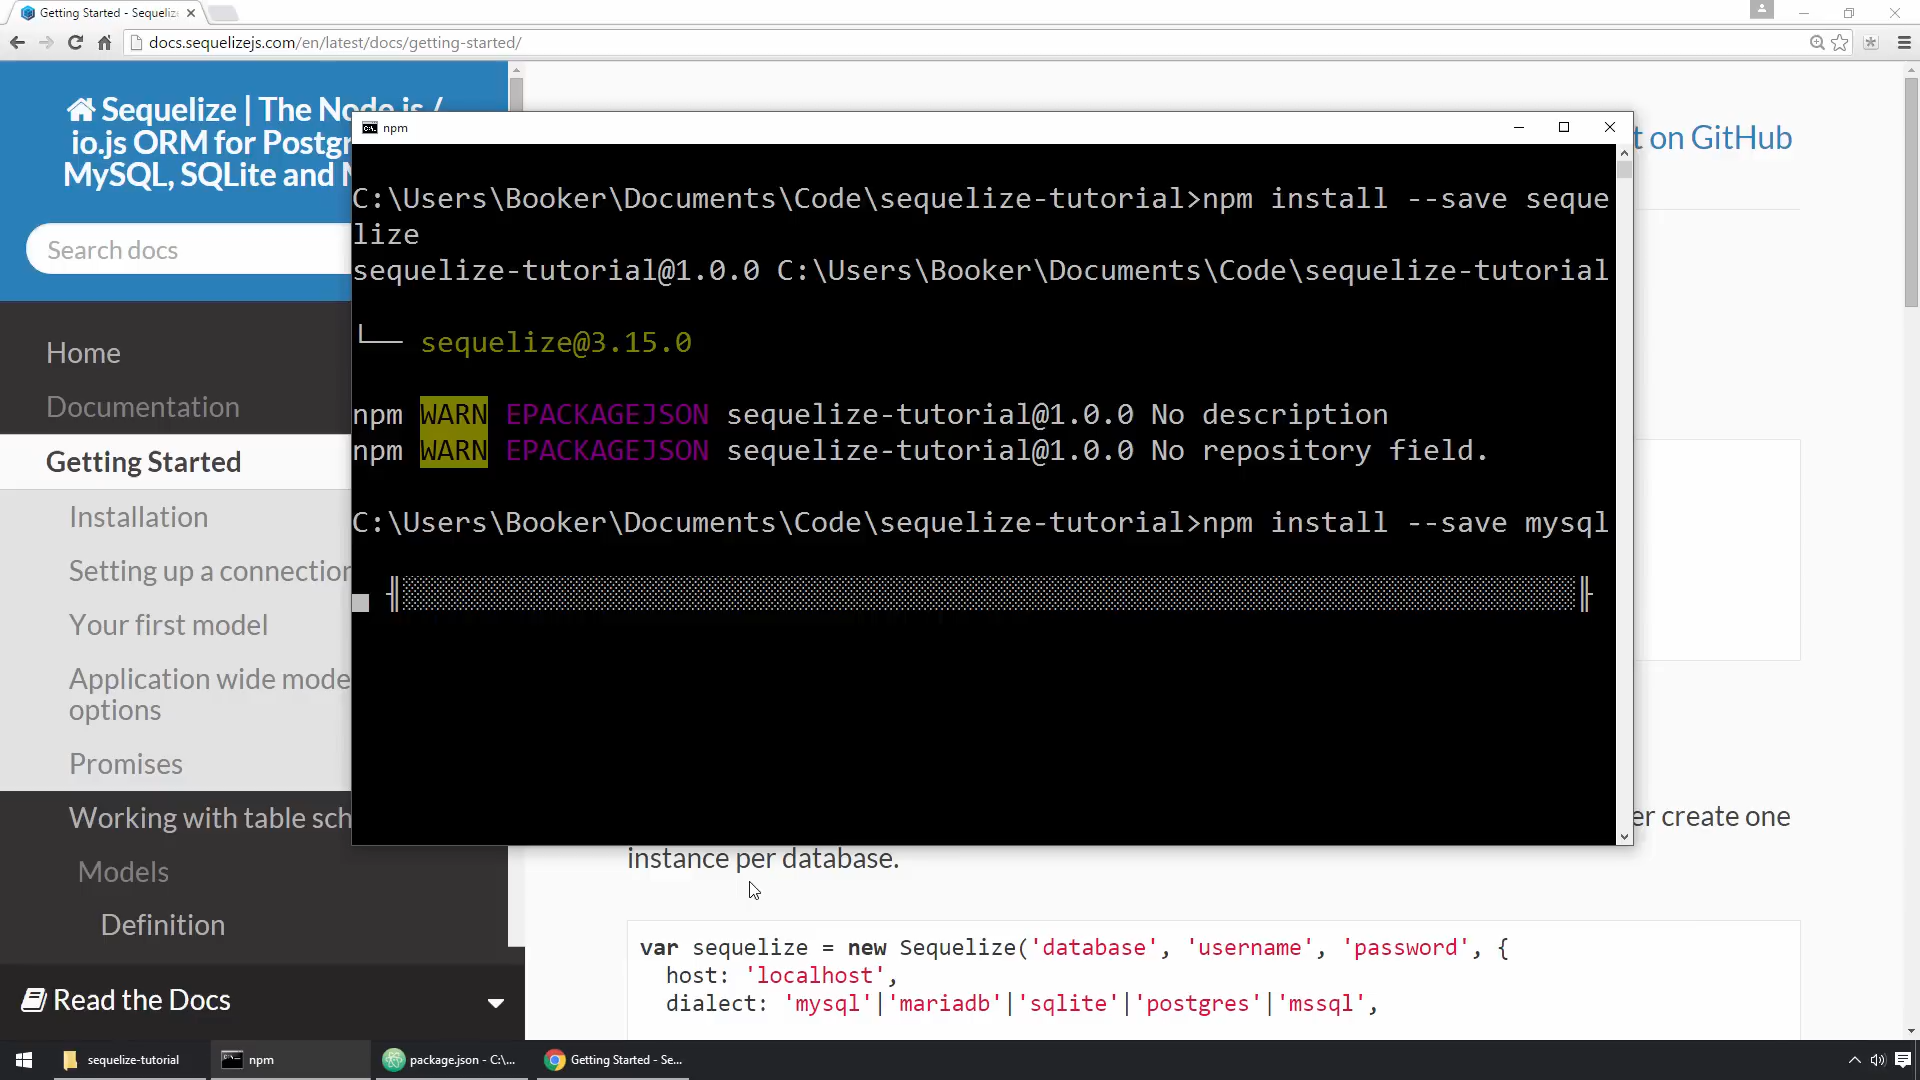 Getting Started - Sequeliz
docs.sequelizejs.com/en/latest/docs/getting-started/
Sequelize | The Node.js /
io.js ORM for Postgr
MySQL, SQLite and M
Search docs
Home
Documentation
Getting Started
Installation
Setting up a connection
Your first model
Application wide mode
options
Promises
Working with table sch
Models
Definition
Read the Docs
t on GitHub
npm
C:\Users\Booker\Documents\Code\sequelize-tutorial>npm install --save seque
lize
sequelize-tutorial@1.0.0 C:\Users\Booker\Documents\Code\sequelize-tutorial
└── sequelize@3.15.0
npm WARN EPACKAGEJSON sequelize-tutorial@1.0.0 No description
npm WARN EPACKAGEJSON sequelize-tutorial@1.0.0 No repository field.
C:\Users\Booker\Documents\Code\sequelize-tutorial>npm install --save mysql
er create one
instance per database.
var sequelize = new Sequelize('database', 'username', 'password', {
host: 'localhost',
dialect: 'mysql'|'mariadb'|'sqlite'|'postgres'|'mssql',
sequelize-tutorial
npm
package.json - C:\...
Getting Started - Se...